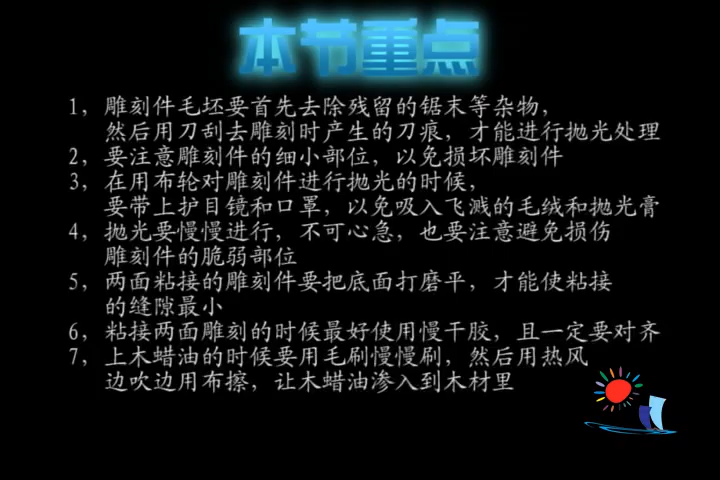 本节重点
1，雕刻件毛坯要首先去除残留的锯末等杂物，
然后用刀刮去雕刻时产生的刀痕，才能进行抛光处理
2，要注意雕刻件的细小部位，以免损坏雕刻件
3，在用布轮对雕刻件进行抛光的时候，
要带上护目镜和口罩，以免吸入飞溅的毛绒和抛光膏
4，抛光要慢慢进行，不可心急，也要注意避免损伤
雕刻件的脆弱部位
5，两面粘接的雕刻件要把底面打磨平，才能使粘接
的缝隙最小
6，粘接两面雕刻的时候最好使用慢干胶，且一定要对齐
7，上木蜡油的时候要用毛刷慢慢刷，然后用热风
边吹边用布擦，让木蜡油渗入到木材里